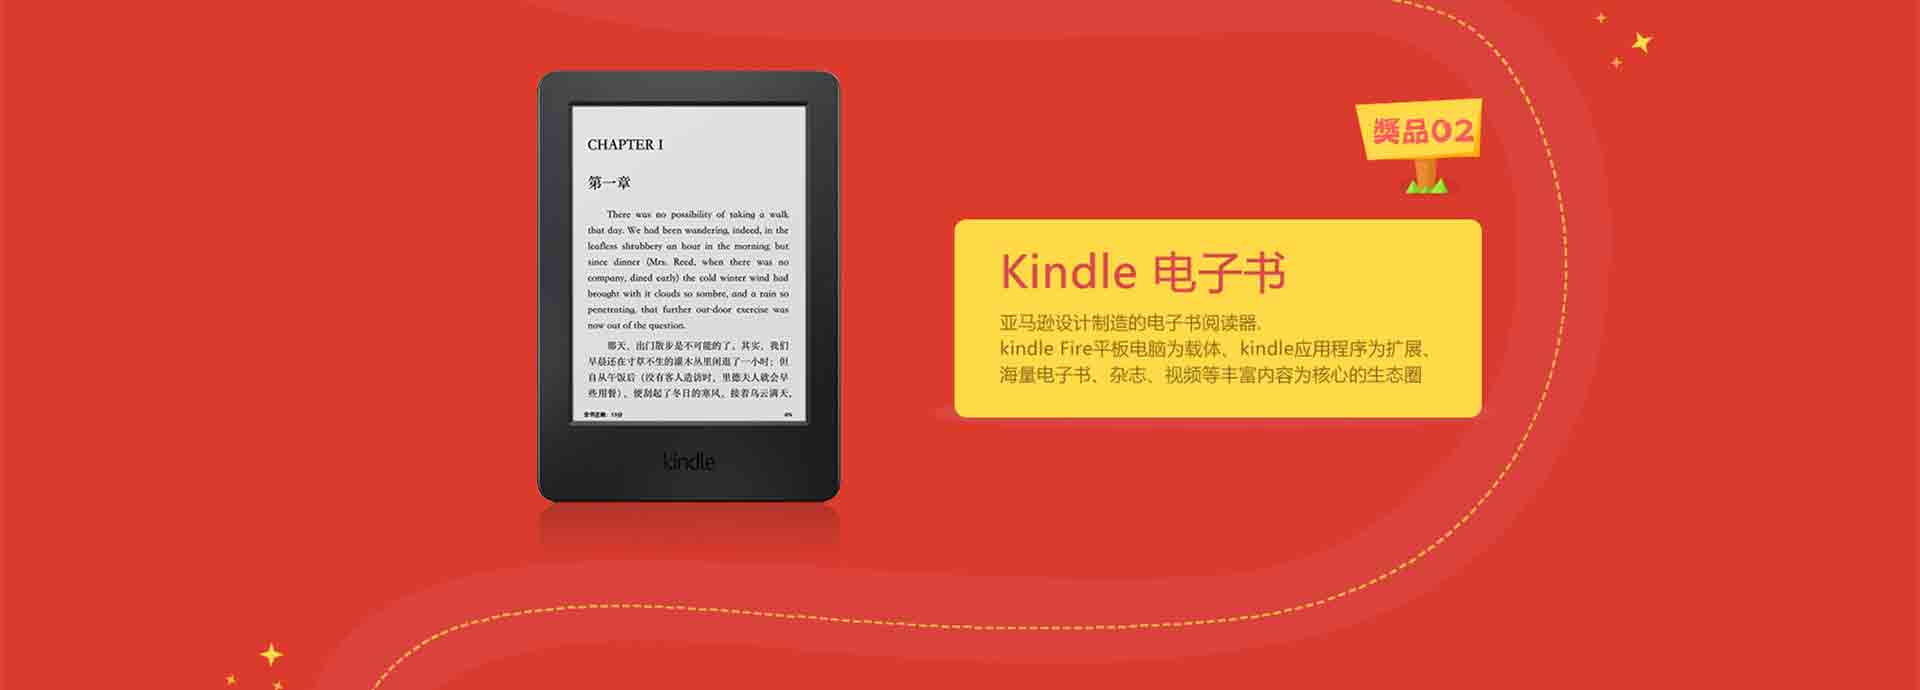 CHAPTER I
第一章
There was no possibility of taking a walk
that day. We had been wandering, indeed, in the
leafless shrubbery an hour in the morning; but
since dinner (Mrs. Reed, when there was no
company, dined early) the cold winter wind had
brought with it clouds so sombre, and a rain so
penetrating, that further out-door exercise was
now out of the question.
那天，出门散步是不可能的了。其实，我们
早晨还在寸草不生的灌木丛里闲逛了一小时；但
自从午饭后（没有客人造访时，里德夫人就会早
些用餐），便刮起了冬日的寒风，接着乌云满天，
kindle
獎品02
Kindle 电子书
亚马逊设计制造的电子书阅读器.
kindle Fire平板电脑为载体、kindle应用程序为扩展、
海量电子书、杂志、视频等丰富内容为核心的生态圈